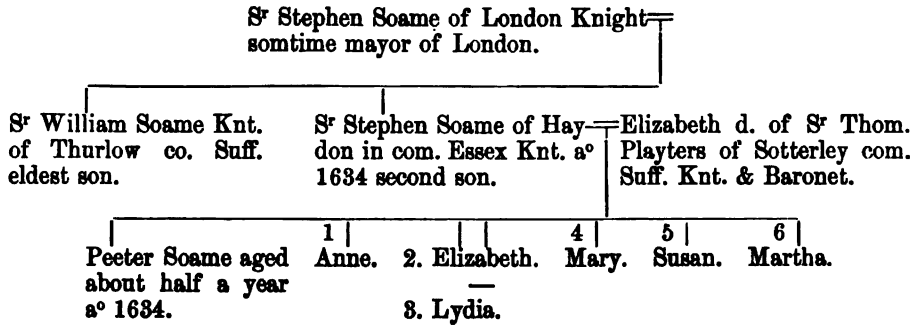 Sʳ Stephen Soame of London Knight
somtime mayor of London.
Sʳ William Soame Knt.
of Thurlow co. Suff.
eldest son.
Sʳ Stephen Soame of Hay-
don in com. Essex Knt. aᵒ
1634 second son.
Elizabeth d. of Sʳ Thom.
Playters of Sotterley com.
Suff. Knt. & Baronet.
Peeter Soame aged
about half a year
aᵒ 1634.
1
Anne.
2. Elizabeth.
3. Lydia.
4
Mary.
5
Susan.
6
Martha.